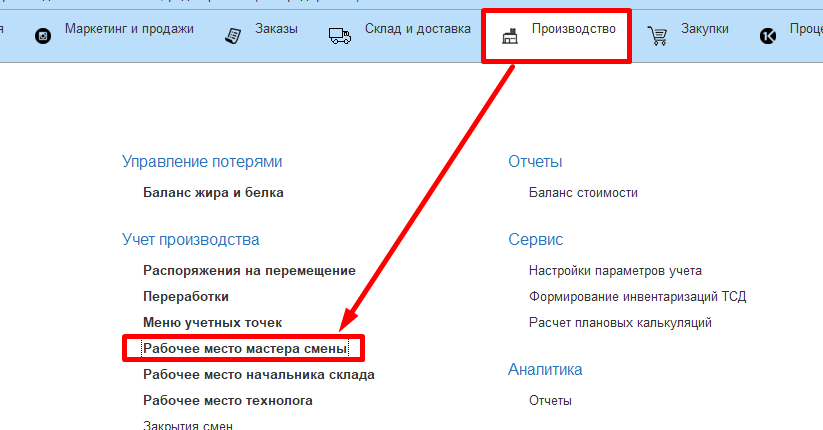 Маркетинг и продажи
Заказы
Склад и доставка
Производство
Закупки
Управление потерями
Баланс жира и белка
Учет производства
Распоряжения на перемещение
Переработки
Меню учетных точек
Рабочее место мастера смены
Рабочее место начальника склада
Рабочее место технолога
Закрытия смен
Отчеты
Баланс стоимости
Сервис
Настройки параметров учета
Формирование инвентаризаций ТСД
Расчет плановых калькуляций
Аналитика
Отчеты